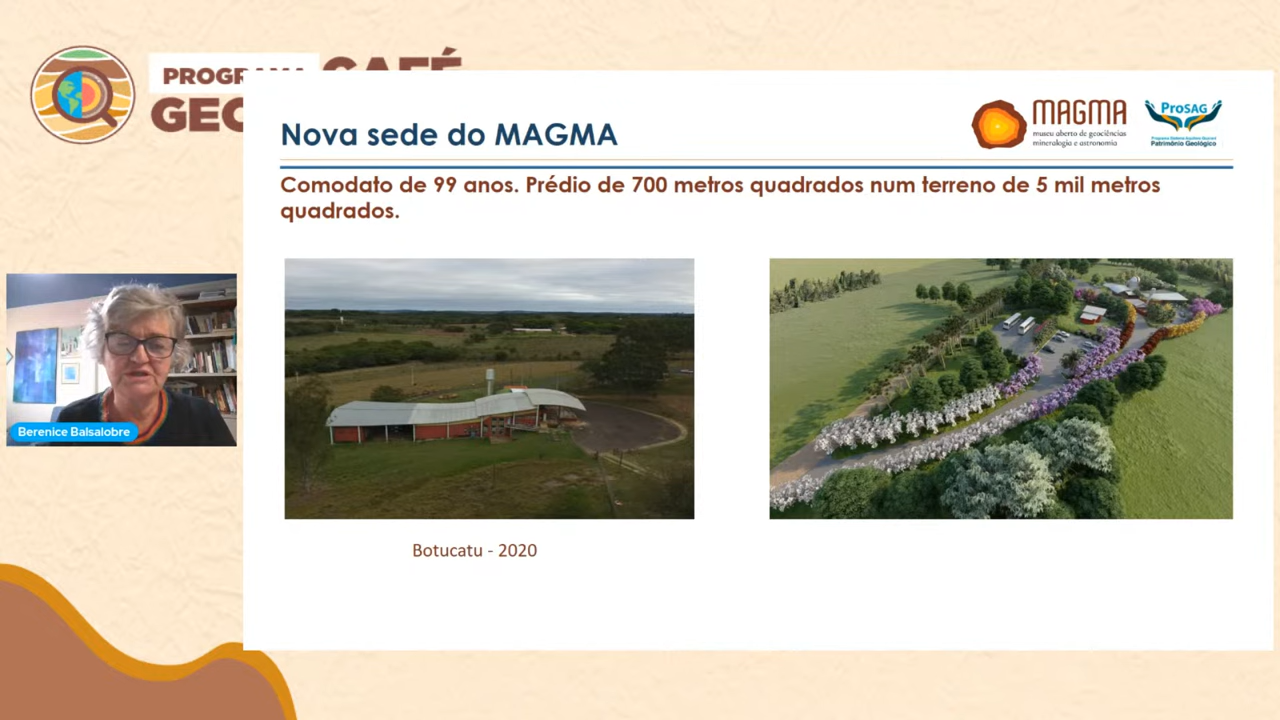 PROGRAMA CAFÉ
GEO
Nova sede do MAGMA
MAGMA
museu aberto de geociências
mineralogia e astronomia
ProSAG
Patrimônio Geológico
Comodato de 99 anos. Prédio de 700 metros quadrados num terreno de 5 mil metros
quadrados.
Berenice Balsalobre
Botucatu - 2020